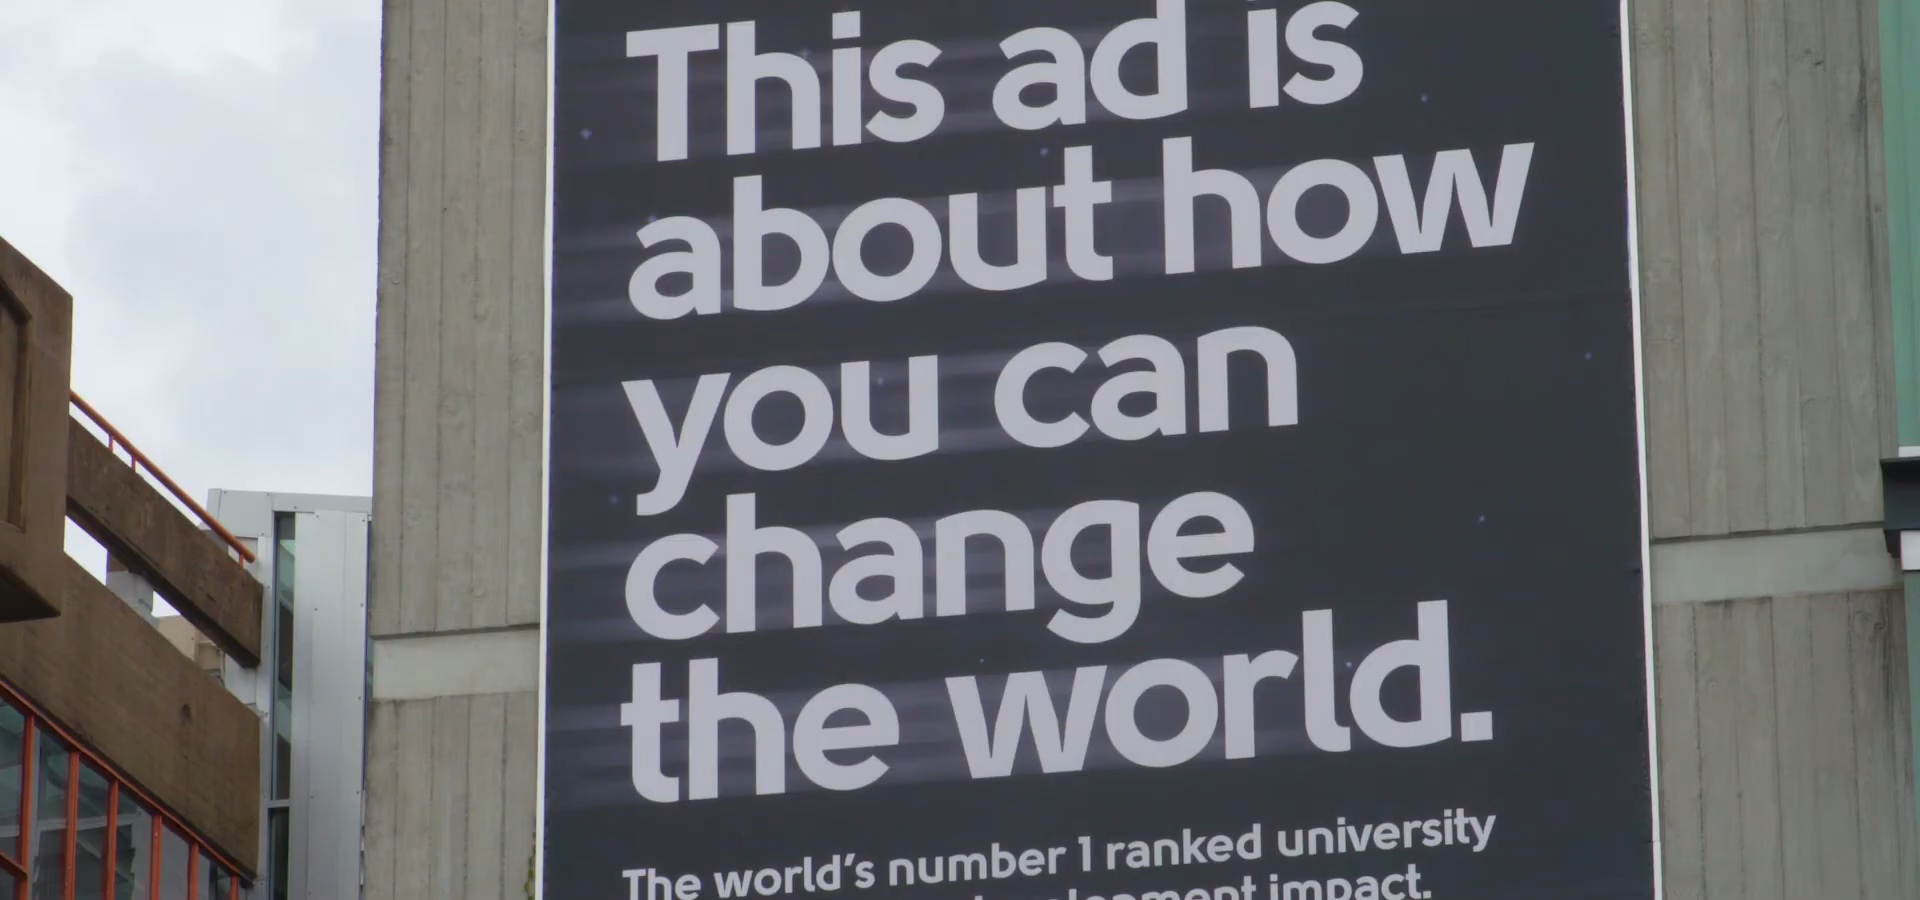 This ad is
about how
you can
change
the world.
The world's number 1 ranked university
impact.